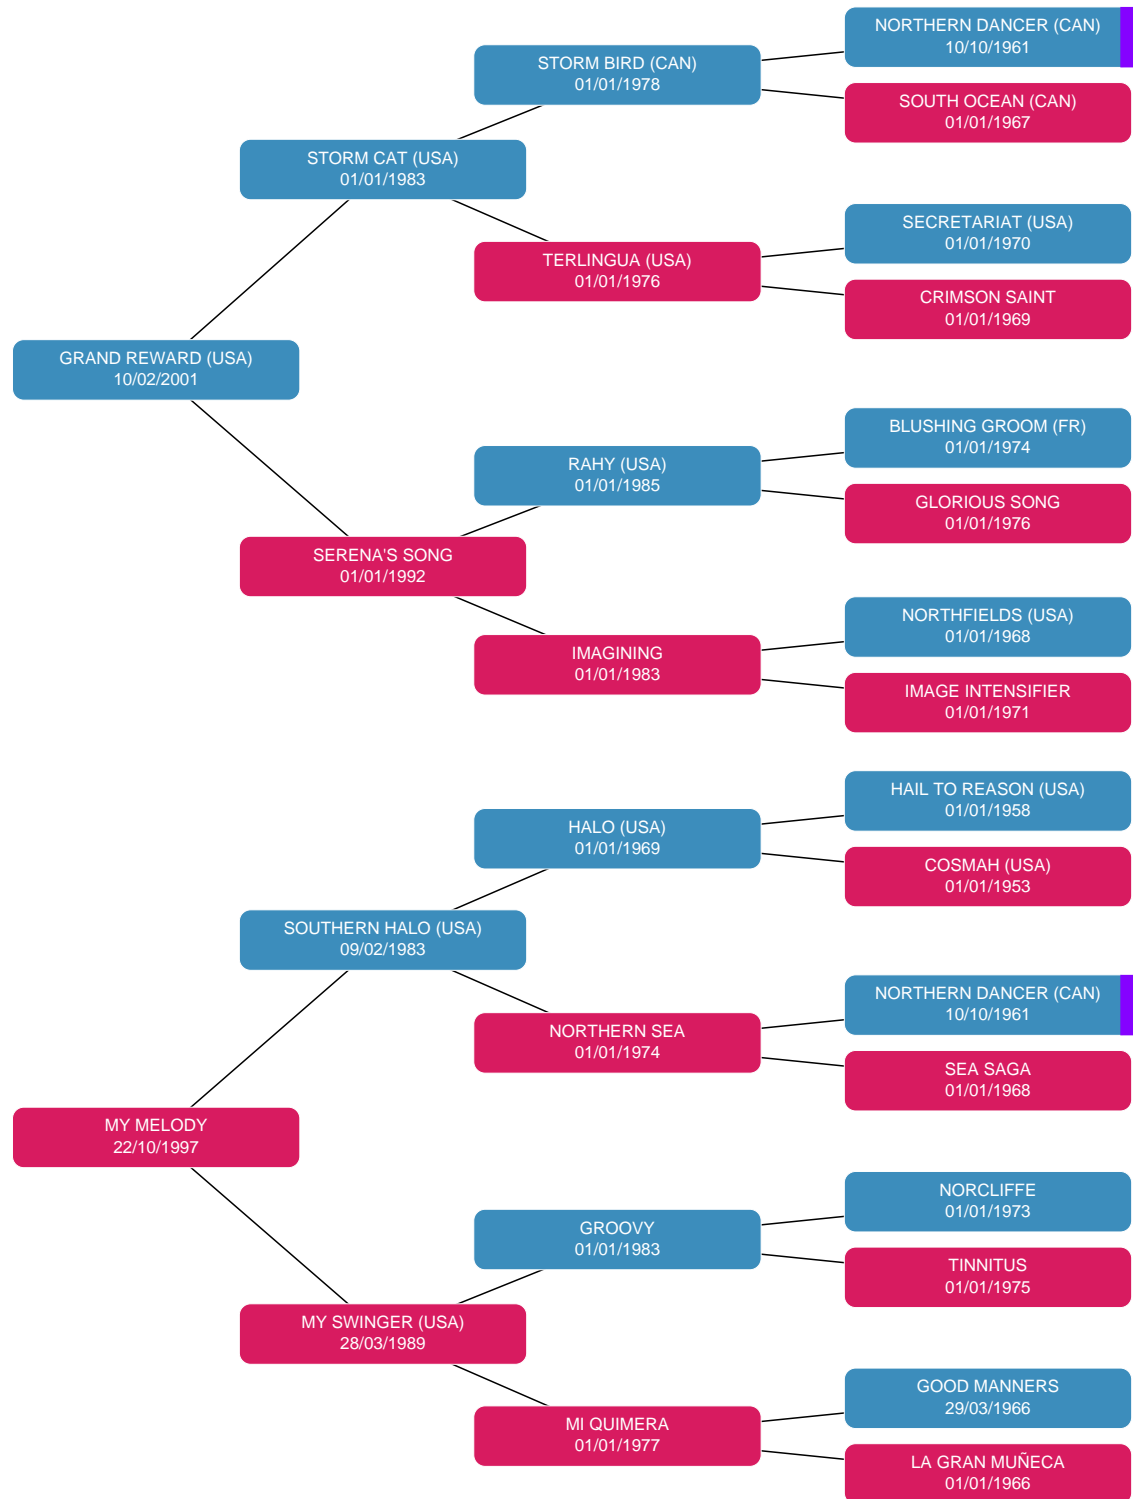 NORTHERN DANCER (CAN)
10/10/1961
STORM BIRD (CAN)
01/01/1978
SOUTH OCEAN (CAN)
01/01/1967
STORM CAT (USA)
01/01/1983
SECRETARIAT (USA)
01/01/1970
TERLINGUA (USA)
01/01/1976
CRIMSON SAINT
01/01/1969
GRAND REWARD (USA)
10/02/2001
BLUSHING GROOM (FR)
01/01/1974
RAHY (USA)
01/01/1985
GLORIOUS SONG
01/01/1976
SERENA'S SONG
01/01/1992
NORTHFIELDS (USA)
01/01/1968
IMAGINING
01/01/1983
IMAGE INTENSIFIER
01/01/1971
HAIL TO REASON (USA)
01/01/1958
HALO (USA)
01/01/1969
COSMAH (USA)
01/01/1953
SOUTHERN HALO (USA)
09/02/1983
NORTHERN DANCER (CAN)
10/10/1961
NORTHERN SEA
01/01/1974
SEA SAGA
01/01/1968
MY MELODY
22/10/1997
NORCLIFFE
01/01/1973
GROOVY
01/01/1983
TINNITUS
01/01/1975
MY SWINGER (USA)
28/03/1989
GOOD MANNERS
29/03/1966
MI QUIMERA
01/01/1977
LA GRAN MUÑECA
01/01/1966